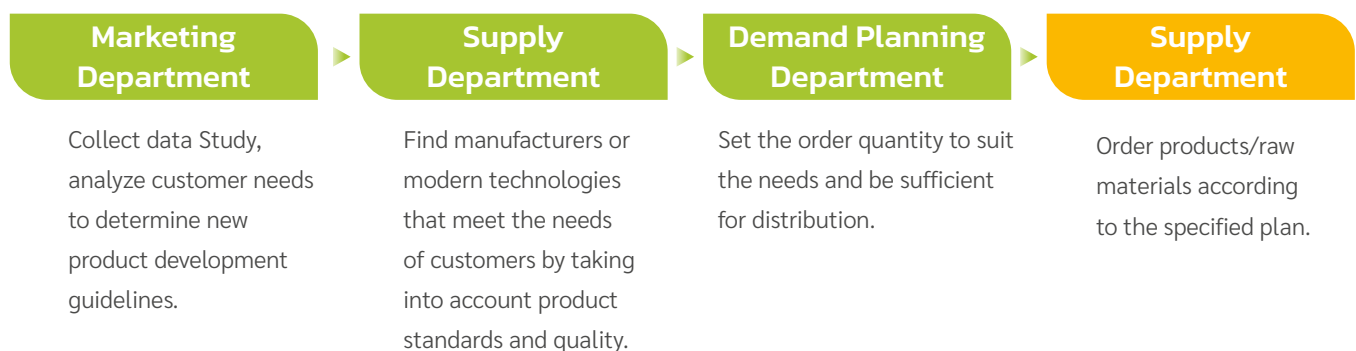 Marketing
Department
Collect data Study,
analyze customer needs
to determine new
product development
guidelines.
Supply
Department
Find manufacturers or
modern technologies
that meet the needs
of customers by taking
into account product
standards and quality.
Demand Planning
Department
Set the order quantity to suit
the needs and be sufficient
for distribution.
Supply
Department
Order products/raw
materials according
to the specified plan.